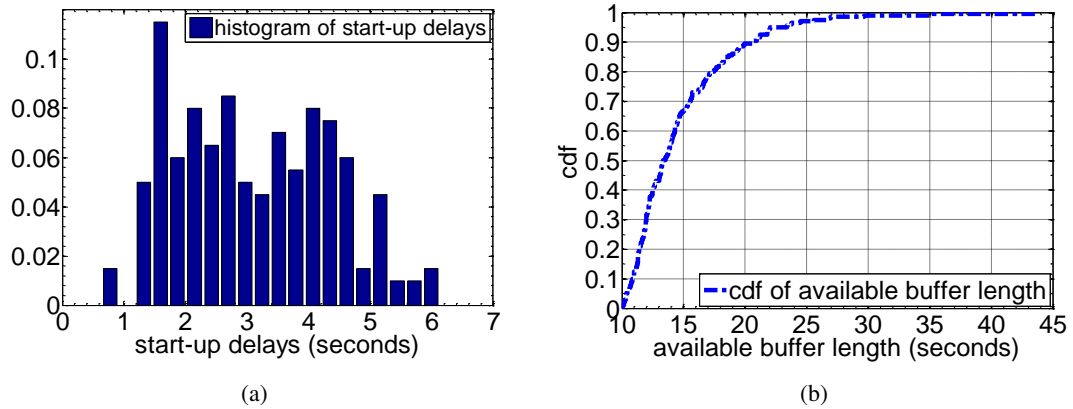 histogram of start-up delays
0.1
0.08
0.06
0.04
0.02
0
0 1 2 3 4 5 6 7
start-up delays (seconds)
(a)
1
0.9
0.8
0.7
0.6
0.5
0.4
0.3
0.2
0.1
0
cdf
cdf of available buffer length
10 15 20 25 30 35 40 45
available buffer length (seconds)
(b)